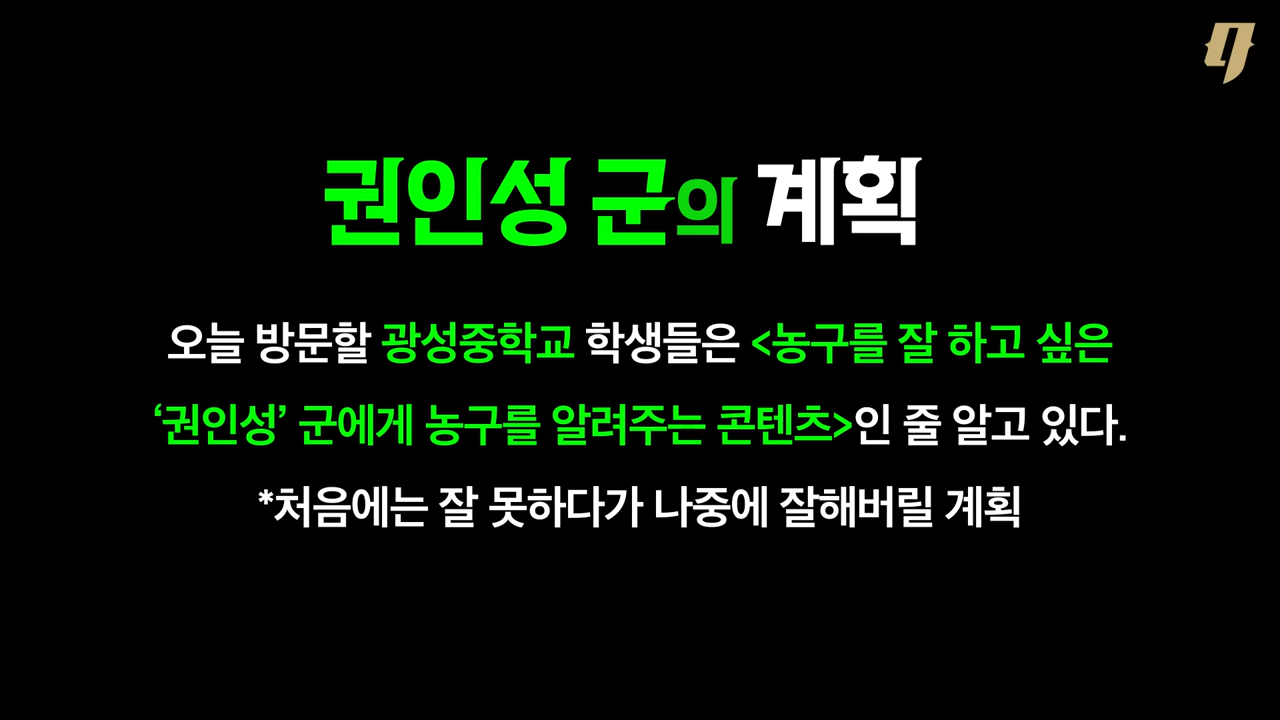 권인성 군의 계획
오늘 방문할 광성중학교 학생들은 <농구를 잘 하고 싶은
‘권인성’ 군에게 농구를 알려주는 콘텐츠>인 줄 알고 있다.
*처음에는 잘 못하다가 나중에 잘해버릴 계획